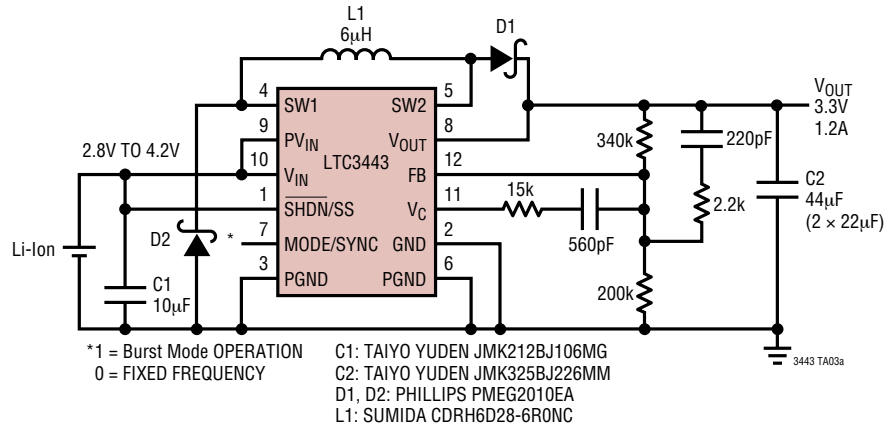 L1
6μH
D1
4
SW1
SW2
5
VOUT
3.3V
1.2A
9
PVIN
VOUT
8
340k
220pF
2.8V TO 4.2V
LTC3443
10
VIN
FB
12
15k
C2
44μF
(2 × 22μF)
1
SHDN/SS
VC
11
2.2k
D2
*
7
MODE/SYNC
GND
2
560pF
Li-Ion
3
PGND
PGND
6
C1
10μF
200k
*1 = Burst Mode OPERATION
0 = FIXED FREQUENCY
C1: TAIYO YUDEN JMK212BJ106MG
C2: TAIYO YUDEN JMK325BJ226MM
D1, D2: PHILLIPS PMEG2010EA
L1: SUMIDA CDRH6D28-6R0NC
3443 TA03a